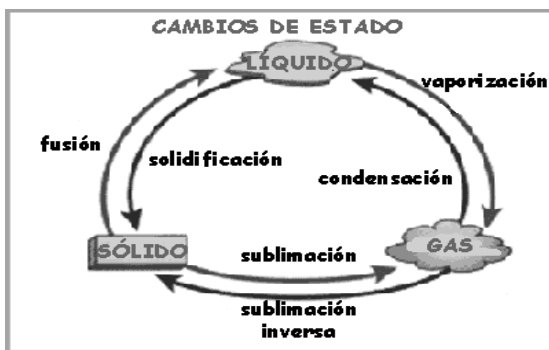 CAMBIOS DE ESTADO
LÍQUIDO
vaporización
fusión
solidificación
condensación
SÓLIDO
sublimación
GAS
sublimación
inversa